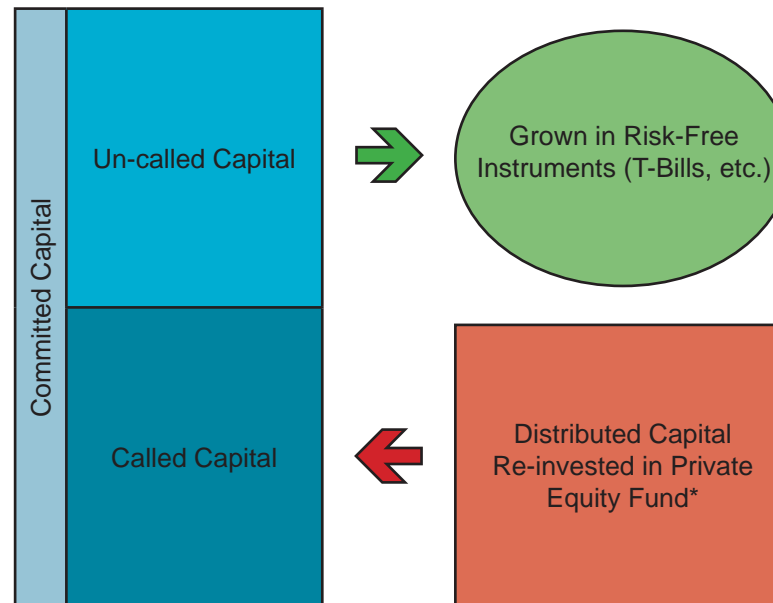 Committed Capital
Un-called Capital
Grown in Risk-Free
Instruments (T-Bills, etc.)
Called Capital
Distributed Capital
Re-invested in Private
Equity Fund*